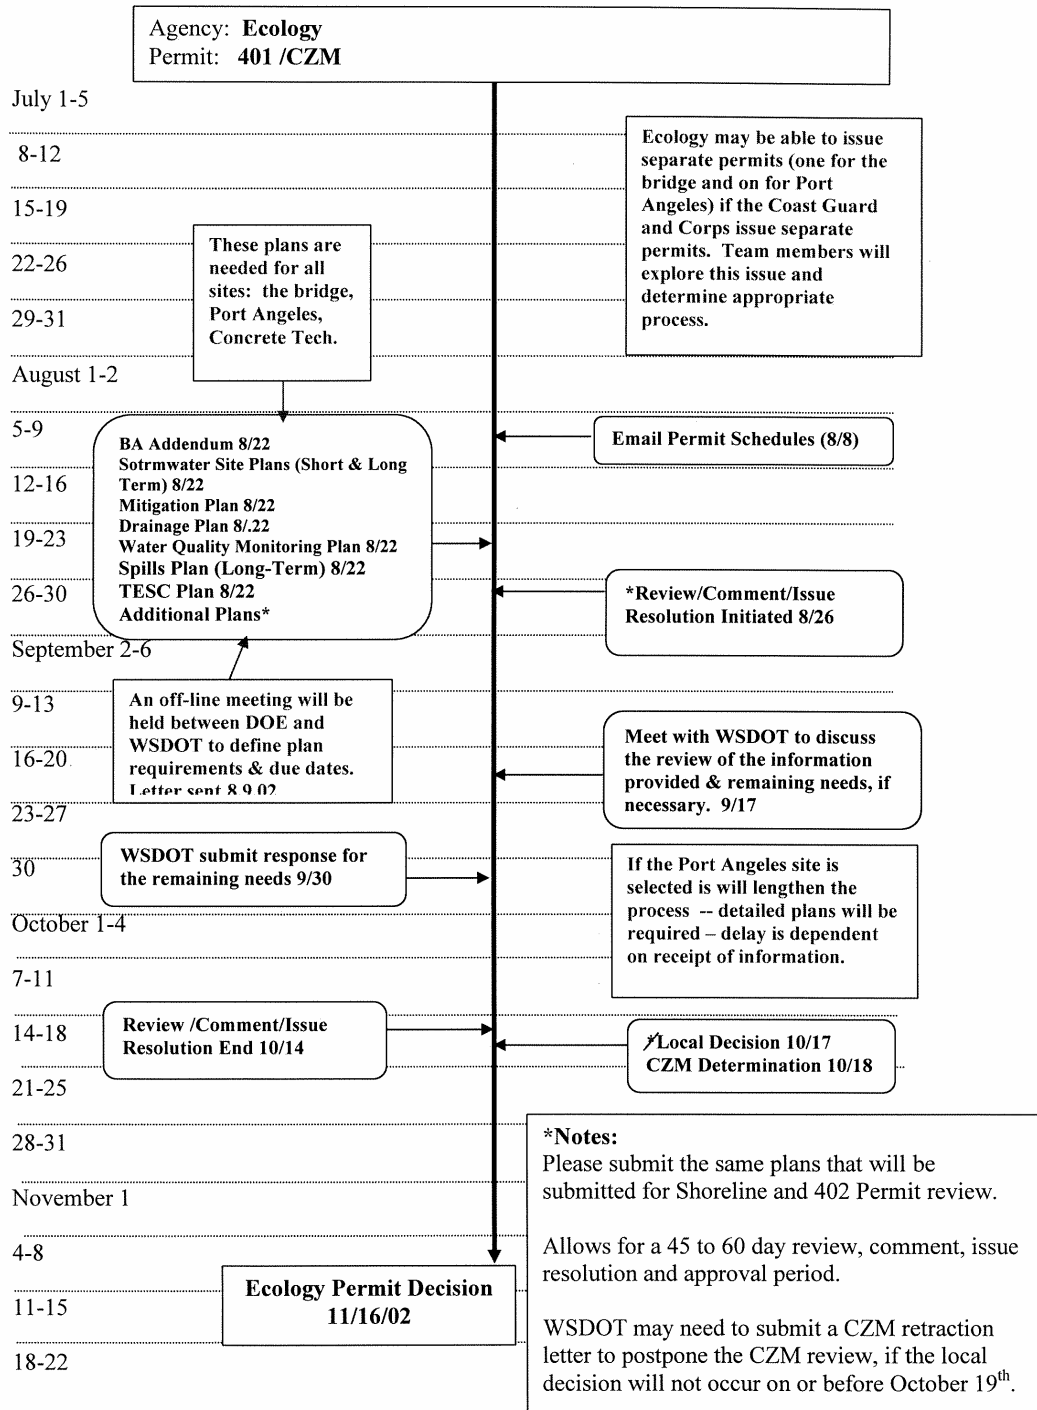 Agency: Ecology
Permit: 401 /CZM
July 1-5
8-12
15-19
22-26
29-31
August 1-2
5-9
12-16
19-23
26-30
September 2-6
9-13
16-20
23-27
30
October 1-4
7-11
14-18
21-25
28-31
November 1
4-8
11-15
18-22
Ecology may be able to issue
separate permits (one for the
bridge and on for Port
Angeles) if the Coast Guard
and Corps issue separate
permits. Team members will
explore this issue and
determine appropriate
process.
These plans are
needed for all
sites: the bridge,
Port Angeles,
Concrete Tech.
BA Addendum 8/22
Sotrmwater Site Plans (Short & Long
Term) 8/22
Mitigation Plan 8/22
Drainage Plan 8/.22
Water Quality Monitoring Plan 8/22
Spills Plan (Long-Term) 8/22
TESC Plan 8/22
Additional Plans*
Email Permit Schedules (8/8)
*Review/Comment/Issue
Resolution Initiated 8/26
An off-line meeting will be
held between DOE and
WSDOT to define plan
requirements & due dates.
Letter sent 8.9.02
Meet with WSDOT to discuss
the review of the information
provided & remaining needs, if
necessary. 9/17
WSDOT submit response for
the remaining needs 9/30
If the Port Angeles site is
selected is will lengthen the
process -- detailed plans will be
required – delay is dependent
on receipt of information.
Review /Comment/Issue
Resolution End 10/14
*Local Decision 10/17
CZM Determination 10/18
Ecology Permit Decision
11/16/02
*Notes:
Please submit the same plans that will be
submitted for Shoreline and 402 Permit review.
Allows for a 45 to 60 day review, comment, issue
resolution and approval period.
WSDOT may need to submit a CZM retraction
letter to postpone the CZM review, if the local
decision will not occur on or before October 19th.